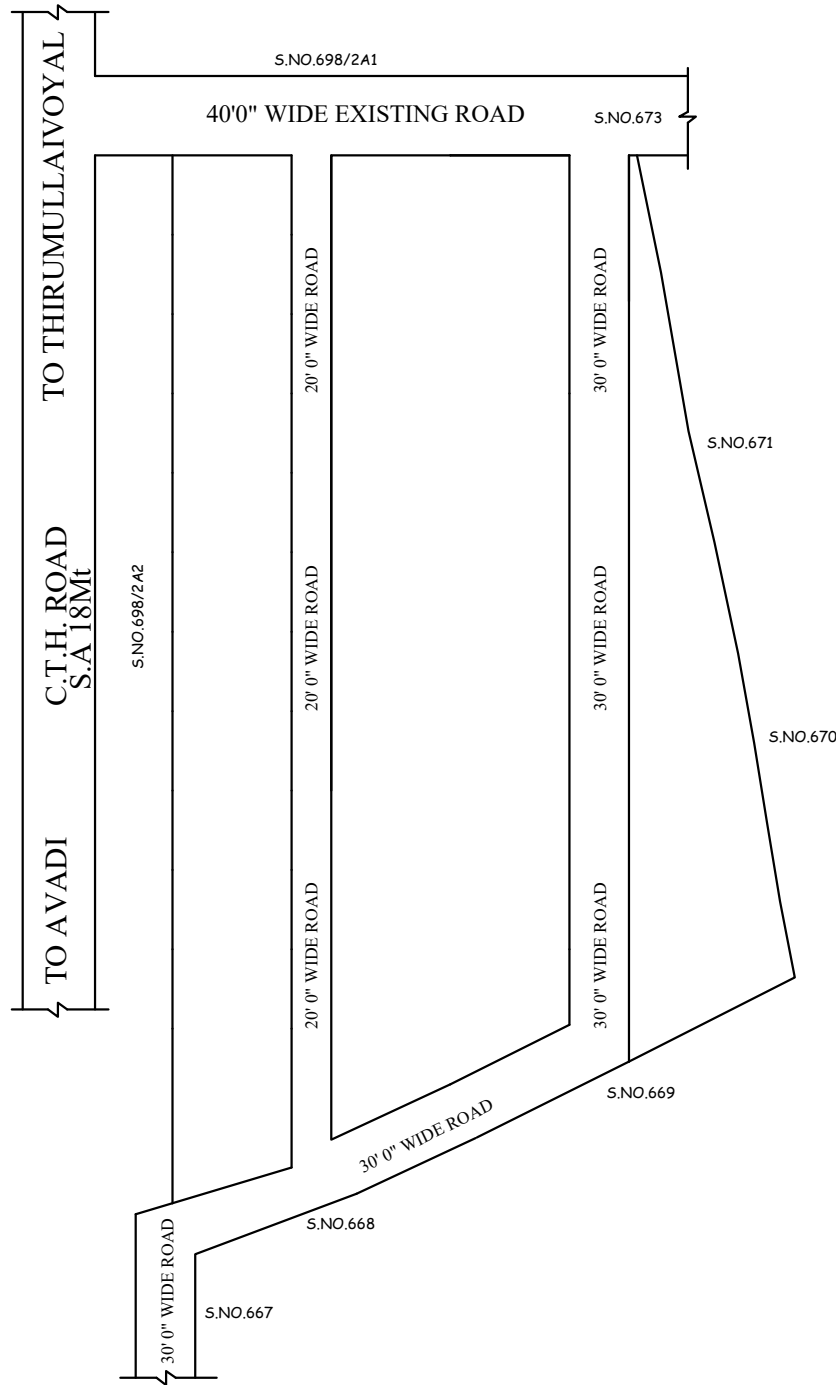 S.NO.698/2A1
40'0" WIDE EXISTING ROAD
S.NO.673
TO THIRUMULLAIVOYAL
C.T.H. ROAD
S.A 18Mt
TO AVADI
S.NO.698/2A2
20' 0" WIDE ROAD
20' 0" WIDE ROAD
20' 0" WIDE ROAD
30' 0" WIDE ROAD
30' 0" WIDE ROAD
30' 0" WIDE ROAD
S.NO.671
S.NO.670
S.NO.669
30' 0" WIDE ROAD
S.NO.668
30' 0" WIDE ROAD
S.NO.667